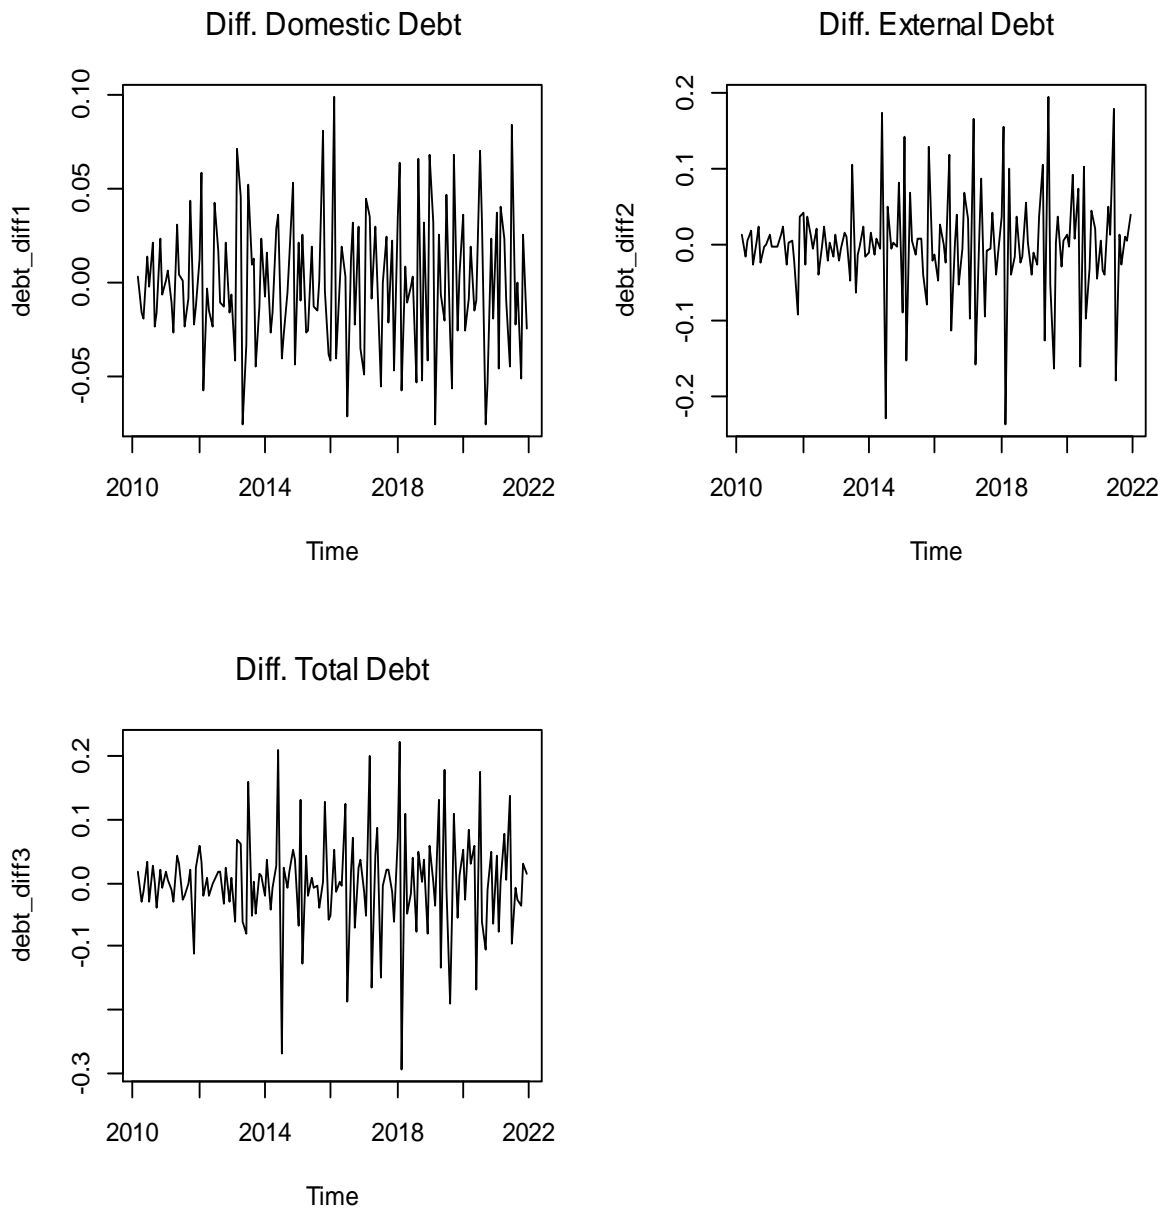 Diff. Domestic Debt
debt_diff1
0.10
0.05
0.00
-0.05
2010 2014 2018 2022
Time
Diff. External Debt
debt_diff2
0.2
0.1
0.0
-0.1
-0.2
2010 2014 2018 2022
Time
Diff. Total Debt
debt_diff3
0.2
0.1
0.0
-0.1
-0.3
2010 2014 2018 2022
Time